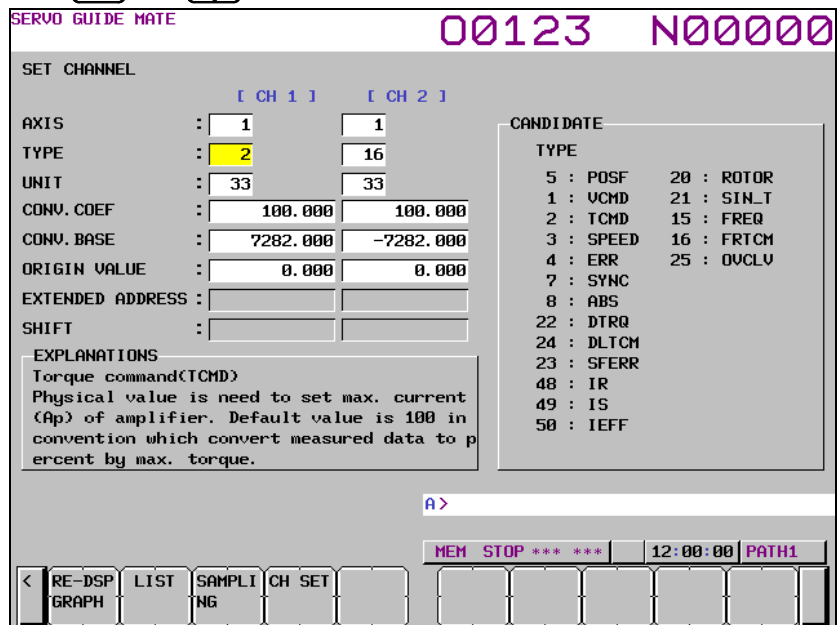 SERVO GUIDE MATE
O0123 N00000
SET CHANNEL
[ CH 1 ] [ CH 2 ]
AXIS : 1 1
TYPE : 2 16
UNIT : 33 33
CONV.COEF : 100.000 100.000
CONV.BASE : 7282.000 -7282.000
ORIGIN VALUE : 0.000 0.000
EXTENDED ADDRESS :
SHIFT :
EXPLANATIONS
Torque command(TCMD)
Physical value is need to set max. current
(Ap) of amplifier. Default value is 100 in
convention which convert measured data to p
ercent by max. torque.
CANDIDATE
TYPE
5 : POSF 20 : ROTOR
1 : VCMD 21 : SIN_T
2 : TCMD 15 : FREQ
3 : SPEED 16 : FRTCM
4 : ERR 25 : OVCLV
7 : SYNC
8 : ABS
22 : DTRQ
24 : DLTCM
23 : SFERR
48 : IR
49 : IS
50 : IEFF
A>
MEM STOP *** *** 12:00:00 PATH1
< RE-DSP LIST SAMPLI CH SET
GRAPH NG